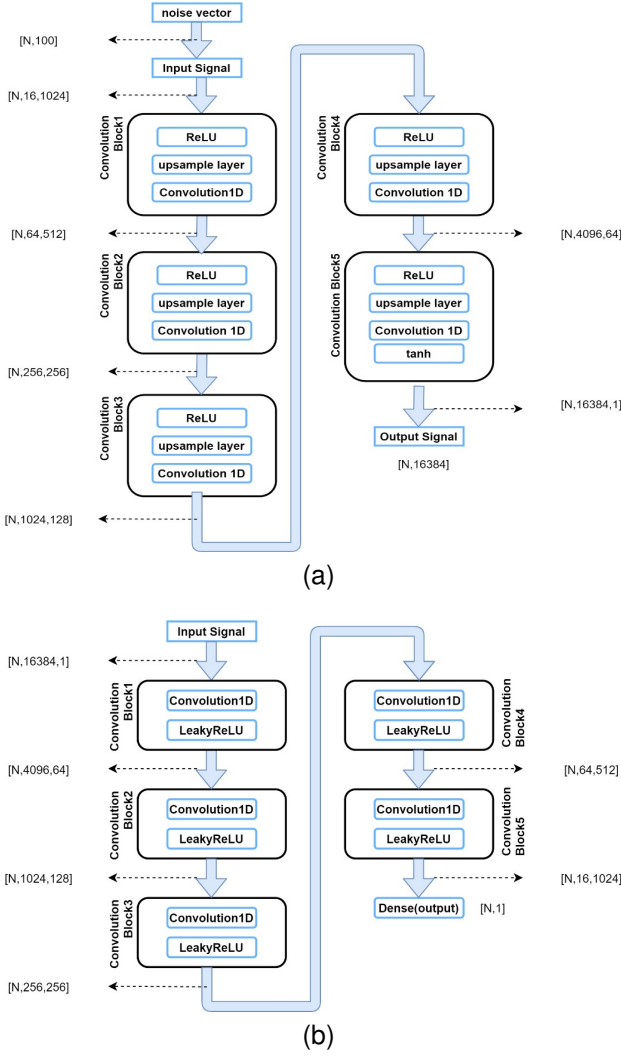 noise vector
[N,100]
Input Signal
[N,16,1024]
Convolution
Block1
ReLU
upsample layer
Convolution1D
[N,64,512]
Convolution
Block2
ReLU
upsample layer
Convolution 1D
[N,256,256]
Convolution
Block3
ReLU
upsample layer
Convolution 1D
[N,1024,128]
Convolution
Block4
ReLU
upsample layer
Convolution 1D
[N,4096,64]
Convolution Block5
ReLU
upsample layer
Convolution 1D
tanh
[N,16384,1]
Output Signal
[N,16384]
(a)
Input Signal
[N,16384,1]
Convolution
Block1
Convolution1D
LeakyReLU
[N,4096,64]
Convolution
Block2
Convolution1D
LeakyReLU
[N,1024,128]
Convolution
Block3
Convolution1D
LeakyReLU
[N,256,256]
Convolution
Block4
Convolution1D
LeakyReLU
[N,64,512]
Convolution
Block5
Convolution1D
LeakyReLU
[N,16,1024]
Dense(output)
[N,1]
(b)